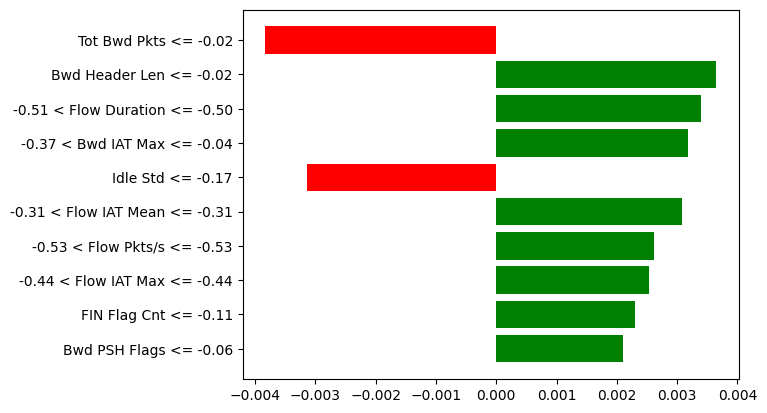 Tot Bwd Pkts <= -0.02
Bwd Header Len <= -0.02
-0.51 < Flow Duration <= -0.50
-0.37 < Bwd IAT Max <= -0.04
Idle Std <= -0.17
-0.31 < Flow IAT Mean <= -0.31
-0.53 < Flow Pkts/s <= -0.53
-0.44 < Flow IAT Max <= -0.44
FIN Flag Cnt <= -0.11
Bwd PSH Flags <= -0.06
−0.004 −0.003 −0.002 −0.001 0.000 0.001 0.002 0.003 0.004